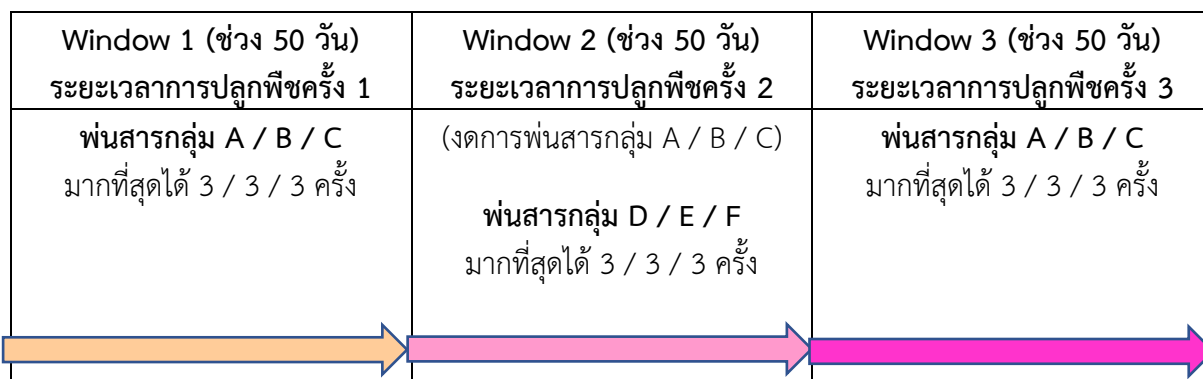 Window 1 (ช่วง 50 วัน)
ระยะเวลาการปลูกพืชครั้ง 1
พ่นสารกลุ่ม A / B / C
มากที่สุดได้ 3 / 3 / 3 ครั้ง
Window 2 (ช่วง 50 วัน)
ระยะเวลาการปลูกพืชครั้ง 2
(งดการพ่นสารกลุ่ม A / B / C)
พ่นสารกลุ่ม D / E / F
มากที่สุดได้ 3 / 3 / 3 ครั้ง
Window 3 (ช่วง 50 วัน)
ระยะเวลาการปลูกพืชครั้ง 3
พ่นสารกลุ่ม A / B / C
มากที่สุดได้ 3 / 3 / 3 ครั้ง